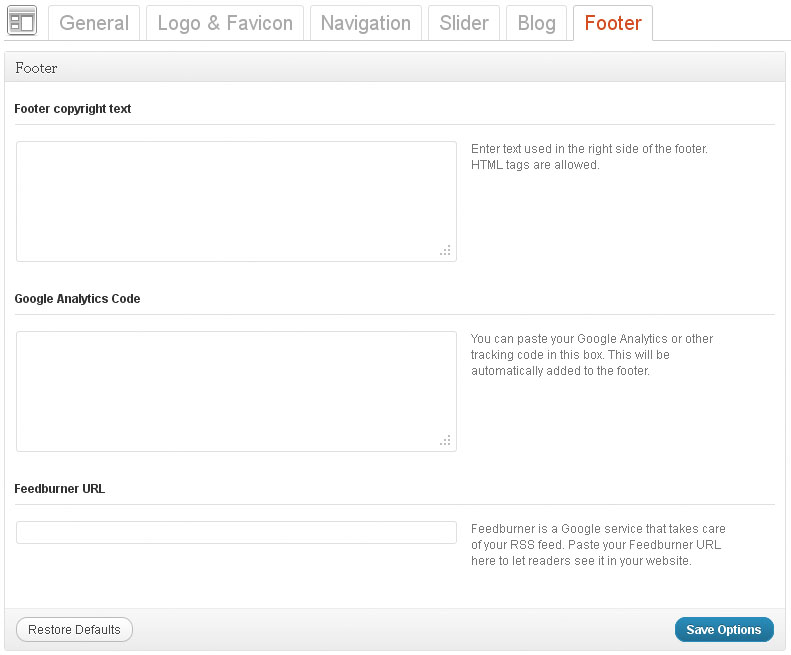 General
Logo & Favicon
Navigation
Slider
Blog
Footer
Footer
Footer copyright text
Enter text used in the right side of the footer.
HTML tags are allowed.
Google Analytics Code
You can paste your Google Analytics or other
tracking code in this box. This will be
automatically added to the footer.
Feedburner URL
Feedburner is a Google service that takes care
of your RSS feed. Paste your Feedburner URL
here to let readers see it in your website.
Restore Defaults
Save Options